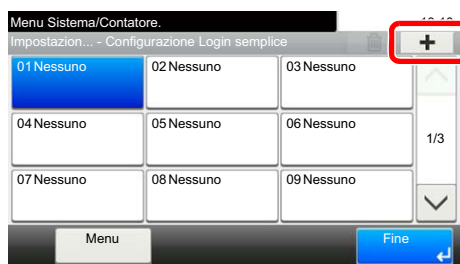 Menu Sistema/Contatore.
Impostazion... - Configurazione Login semplice
01 Nessuno 02 Nessuno 03 Nessuno
04 Nessuno 05 Nessuno 06 Nessuno
1/3
07 Nessuno 08 Nessuno 09 Nessuno
Menu Fine